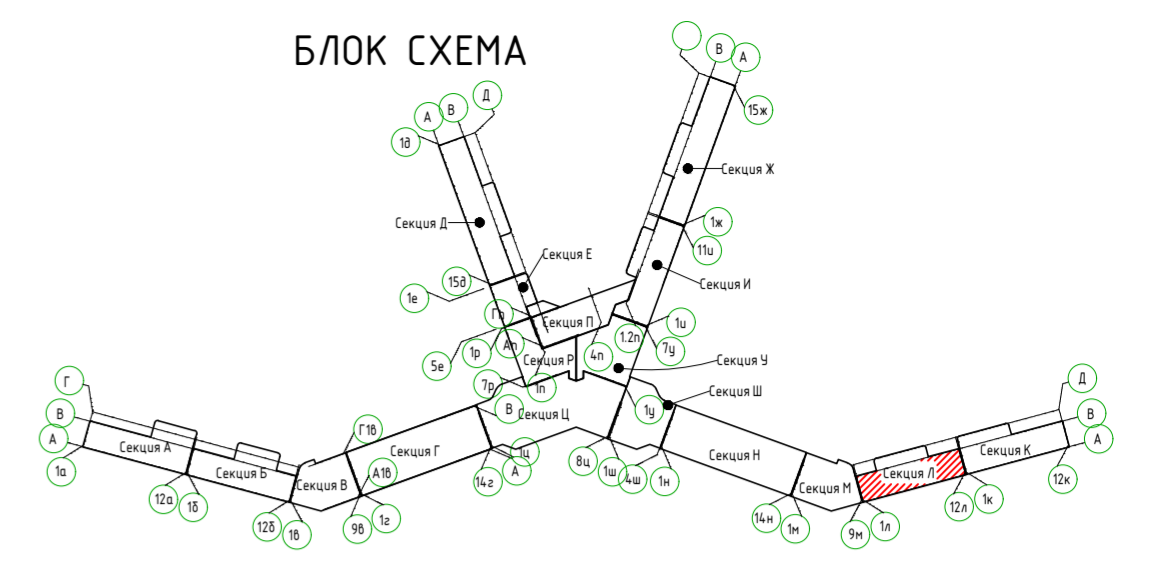 БЛОК СХЕМА
В
А
Д
В
А
1д
15ж
Секция Ж
Секция Д
1ж
11и
Секция Е
15д
Секция И
1е
Гп
Секция П
1и
1.2п
7у
Ап
4п
1р
5е
Секция Р
Секция У
7р
1п
Г
Д
Секция Ш
В
1у
В
Секция Ц
В
А
Секция А
Г1в
Секция Г
А
1а
Секция Б
А1в
1ц
А
8ц
1ш
4ш
1н
Секция Н
Секция К
12к
12а
1б
Секция В
14г
Секция М
Секция Л
12л
1к
12б
1в
9в
1г
14н
1м
9м
1л